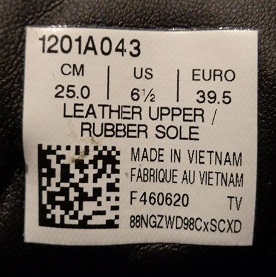 1201A043
CM US EURO
25.0 6½ 39.5
LEATHER UPPER /
RUBBER SOLE
MADE IN VIETNAM
FABRIQUE AU VIETNAM
F460620 TV
88NGZWD98CxSCXD